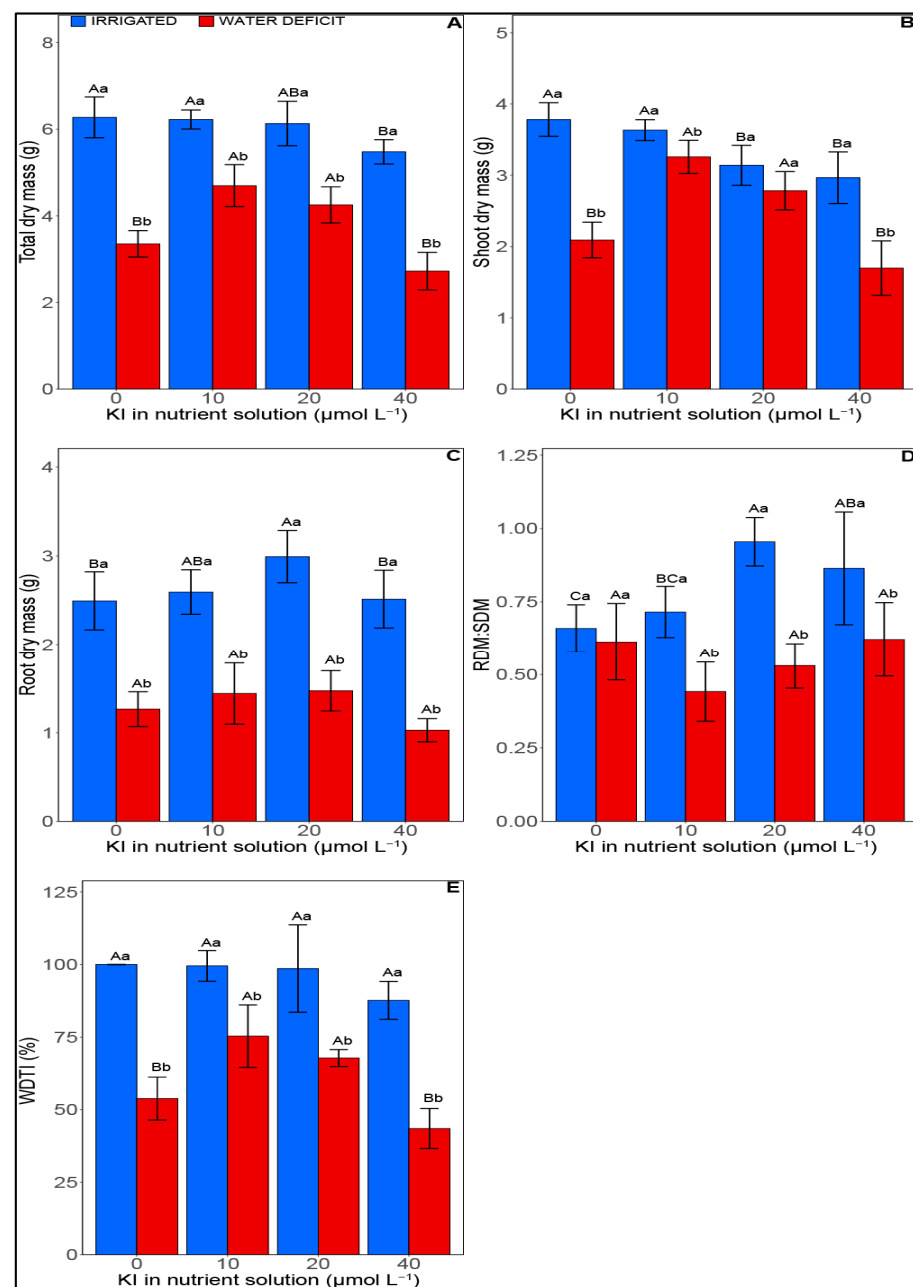 IRRIGATED WATER DEFICIT A
Total dry mass (g)
8
6
4
2
0
Aa Aa ABa Ba
Bb Ab Ab Bb
0 10 20 40
KI in nutrient solution (µmol L⁻¹)
B
Shoot dry mass (g)
5
4
3
2
1
0
Aa Aa Ba Ba
Bb Ab Aa Bb
0 10 20 40
KI in nutrient solution (µmol L⁻¹)
C
Root dry mass (g)
4
3
2
1
0
Ba ABa Aa Ba
Ab Ab Ab Ab
0 10 20 40
KI in nutrient solution (µmol L⁻¹)
D
RDM:SDM
1.25
1.00
0.75
0.50
0.25
0.00
Ca BCa Aa ABa
Aa Ab Ab Ab
0 10 20 40
KI in nutrient solution (µmol L⁻¹)
E
WDTI (%)
125
100
75
50
25
0
Aa Aa Aa Aa
Bb Ab Ab Bb
0 10 20 40
KI in nutrient solution (µmol L⁻¹)